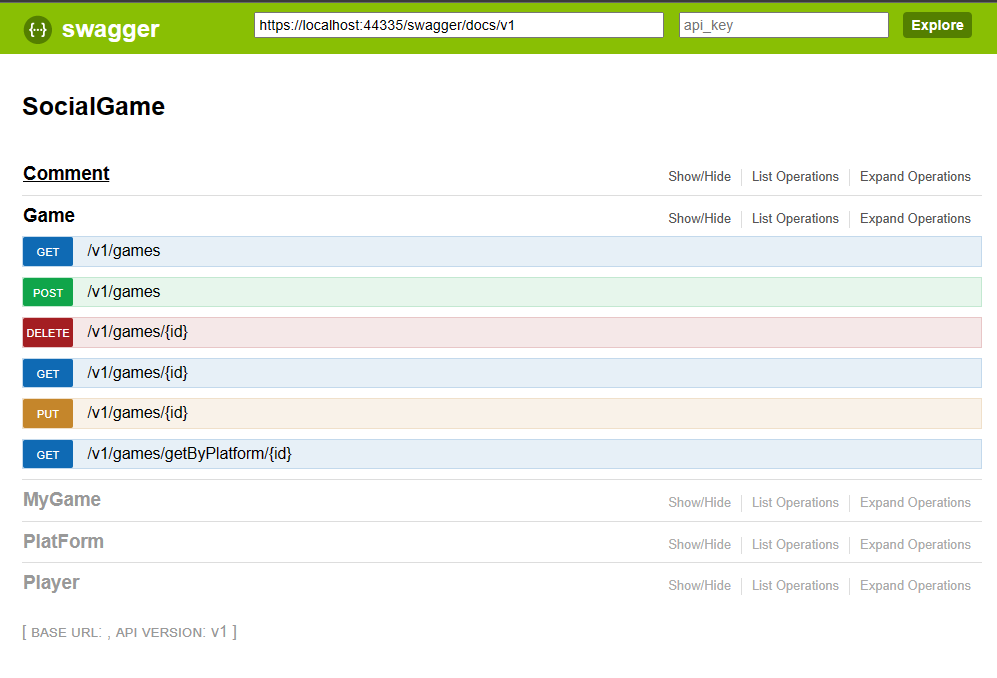 {··} swagger https://localhost:44335/swagger/docs/v1 api_key Explore
SocialGame
Comment Show/Hide List Operations Expand Operations
Game Show/Hide List Operations Expand Operations
GET /v1/games
POST /v1/games
DELETE /v1/games/{id}
GET /v1/games/{id}
PUT /v1/games/{id}
GET /v1/games/getByPlatform/{id}
MyGame Show/Hide List Operations Expand Operations
PlatForm Show/Hide List Operations Expand Operations
Player Show/Hide List Operations Expand Operations
[ BASE URL: , API VERSION: v1 ]